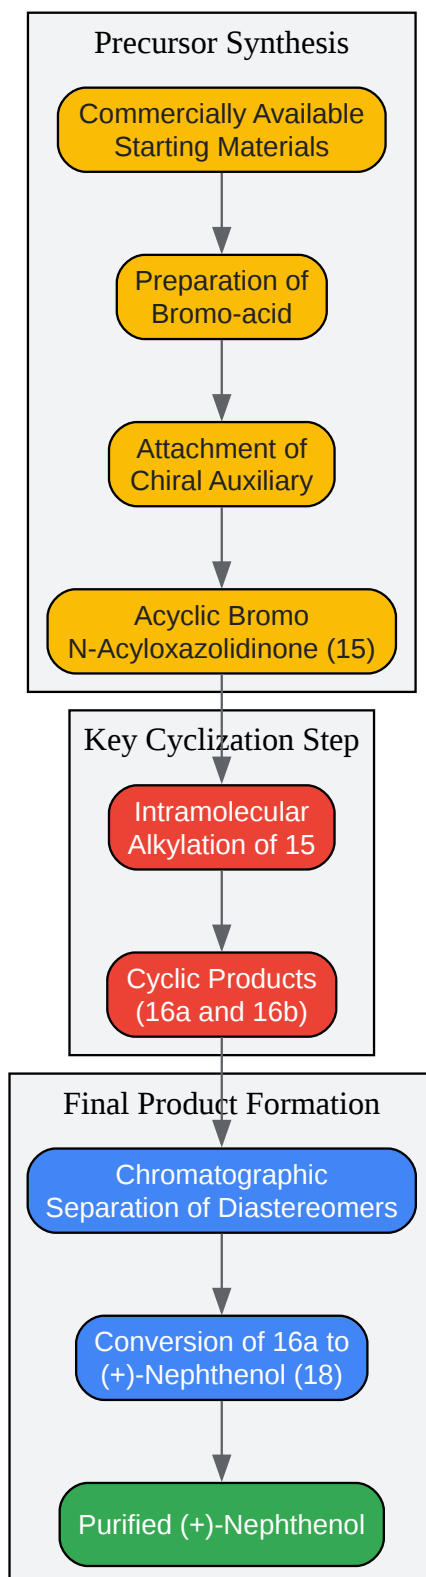 Precursor Synthesis
Commercially Available
Starting Materials
Preparation of
Bromo-acid
Attachment of
Chiral Auxiliary
Acyclic Bromo
N-Acyloxazolidinone (15)
Key Cyclization Step
Intramolecular
Alkylation of 15
Cyclic Products
(16a and 16b)
Final Product Formation
Chromatographic
Separation of Diastereomers
Conversion of 16a to
(+)-Nephthenol (18)
Purified (+)-Nephthenol